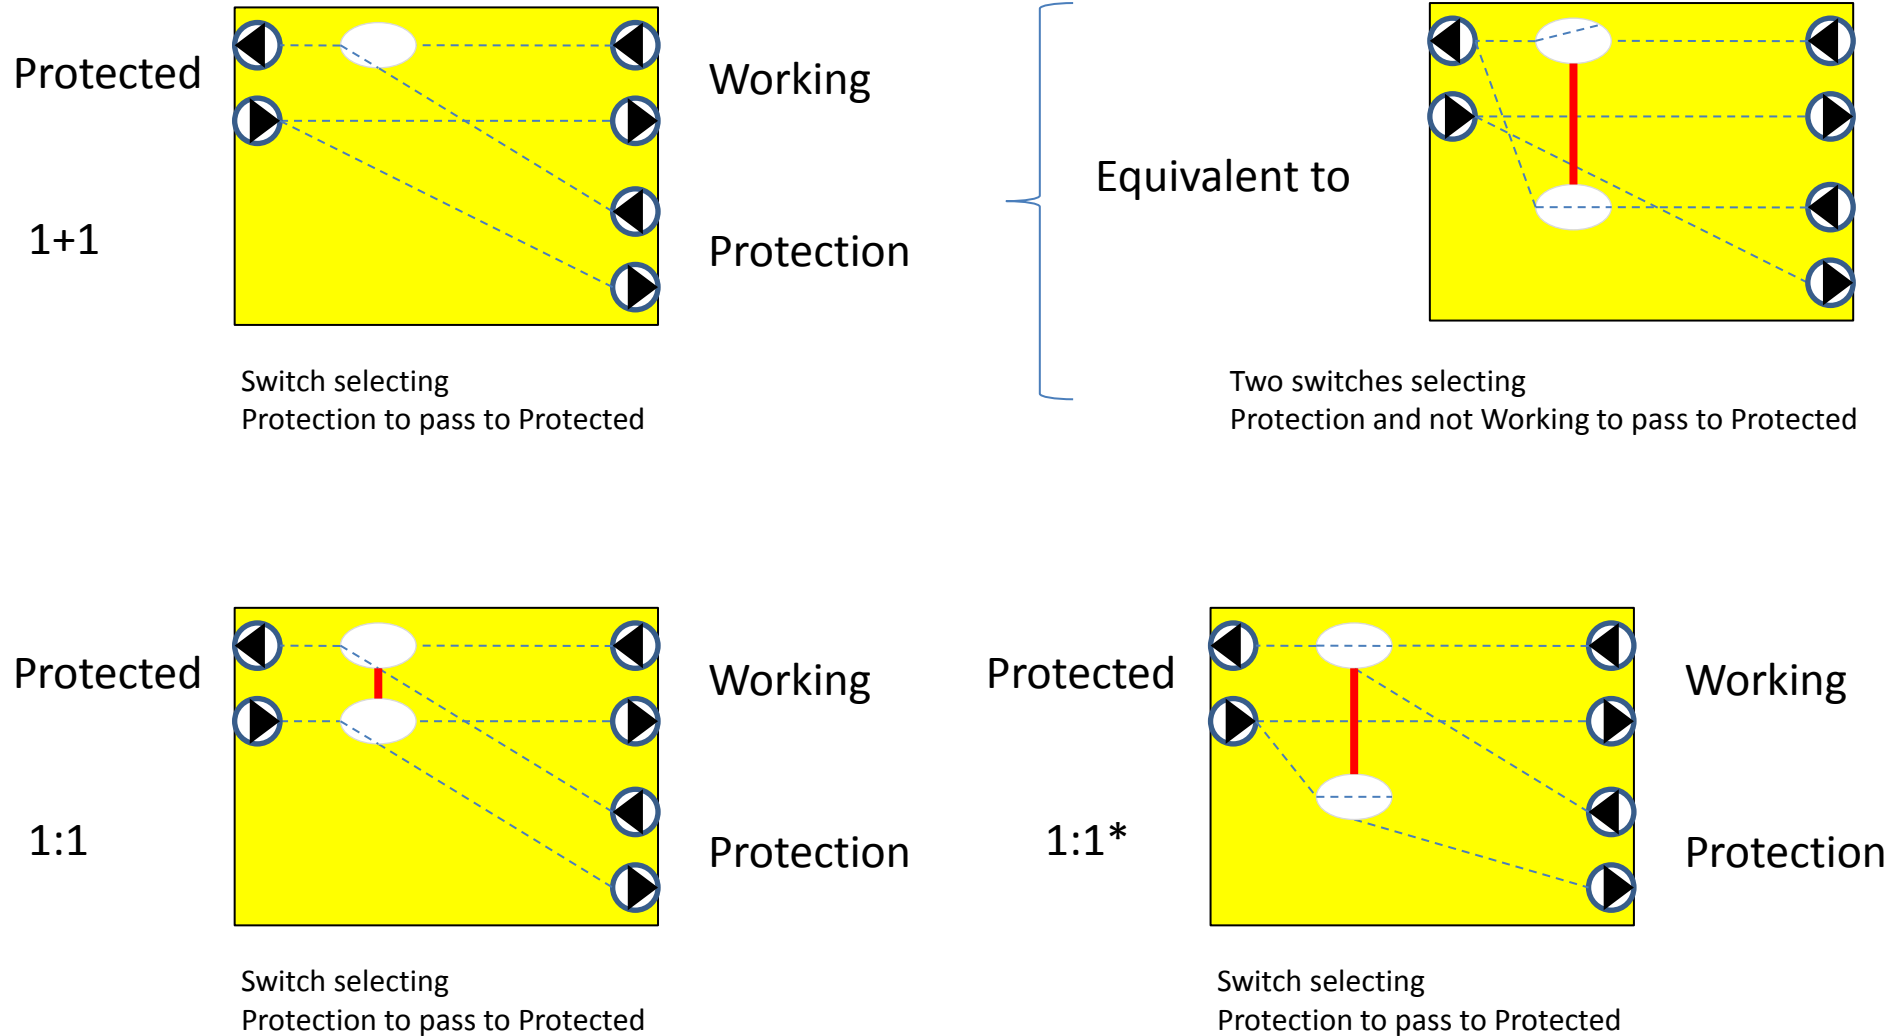 Protected
Working
1+1
Protection
Equivalent to
Switch selecting
Protection to pass to Protected
Two switches selecting
Protection and not Working to pass to Protected
Protected
Working
1:1
Protection
Switch selecting
Protection to pass to Protected
Protected
Working
1:1*
Protection
Switch selecting
Protection to pass to Protected